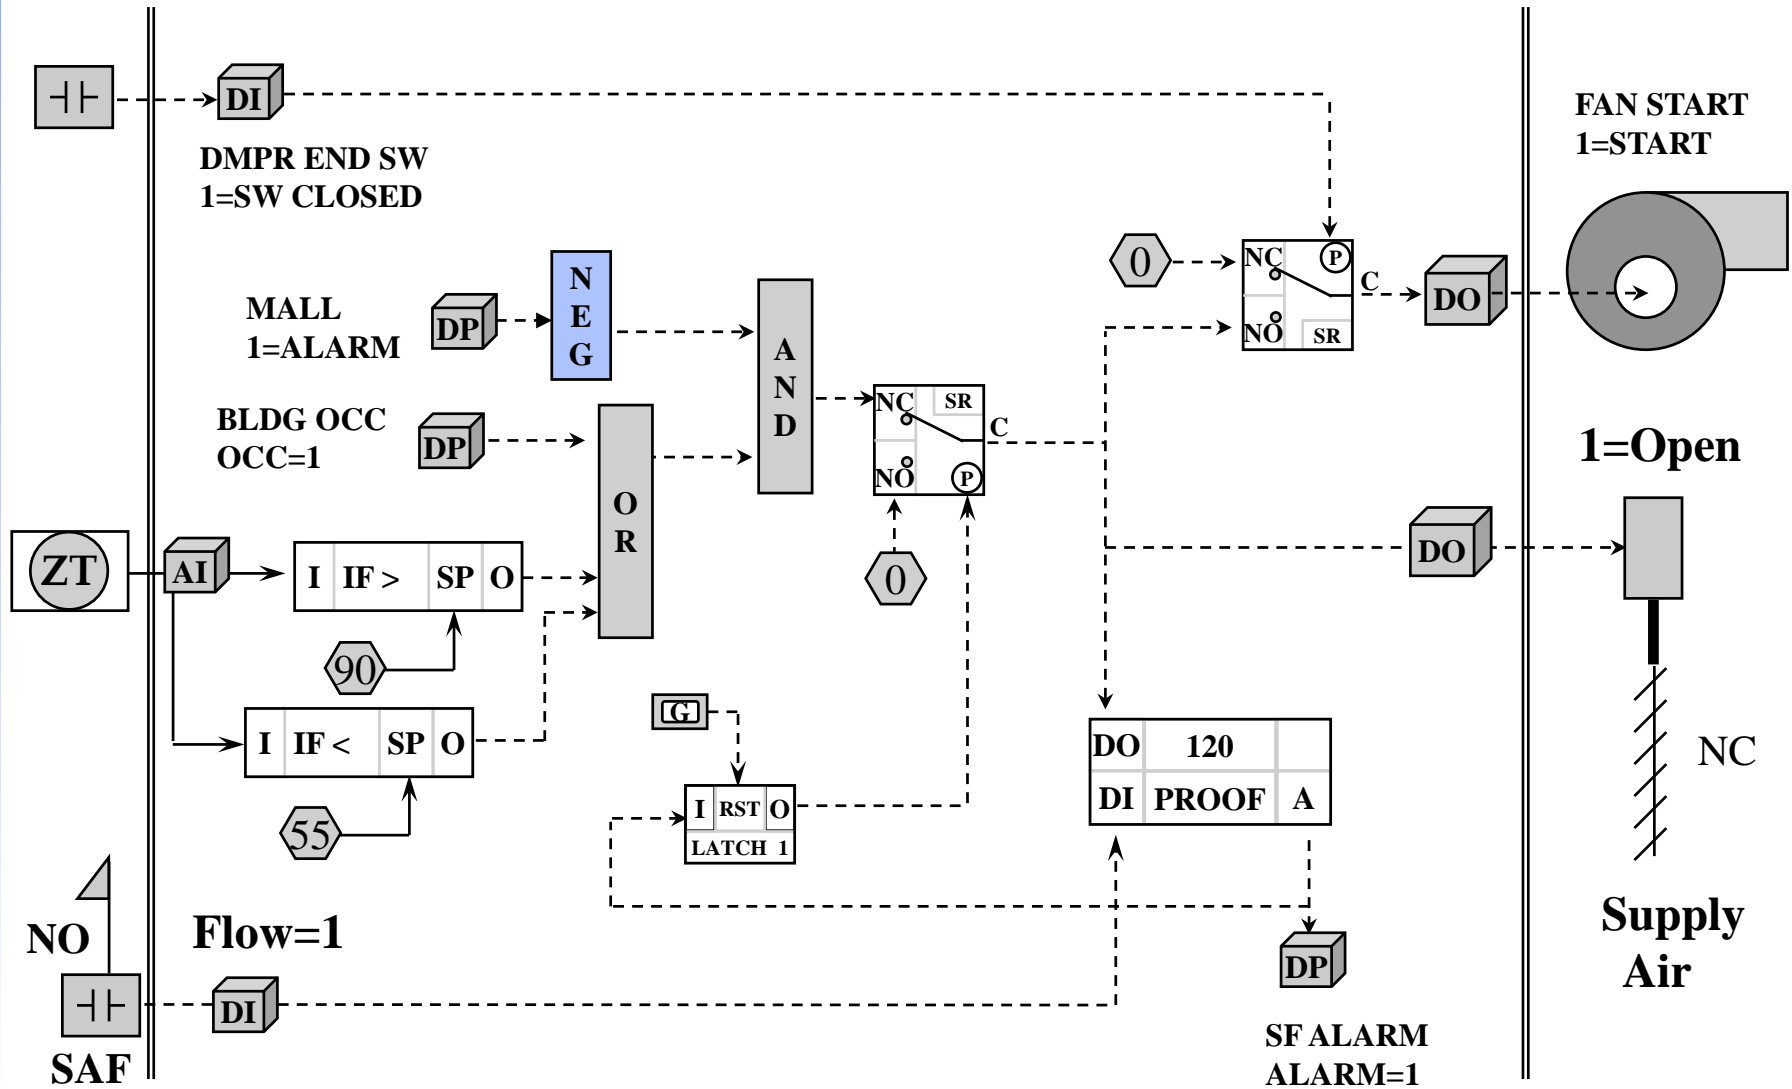 DI
DMPR END SW
1=SW CLOSED
FAN START
1=START
0
NC
P
C
NO
SR
DO
MALL
1=ALARM
DP
NEG
AND
BLDG OCC
OCC=1
DP
OR
NC
SR
C
NO
P
0
1=Open
DO
ZT
AI
I IF > SP O
90
I IF < SP O
55
G
I RST O
LATCH 1
DO 120
DI PROOF A
NC
Supply
Air
NO
Flow=1
DI
SAF
DP
SF ALARM
ALARM=1